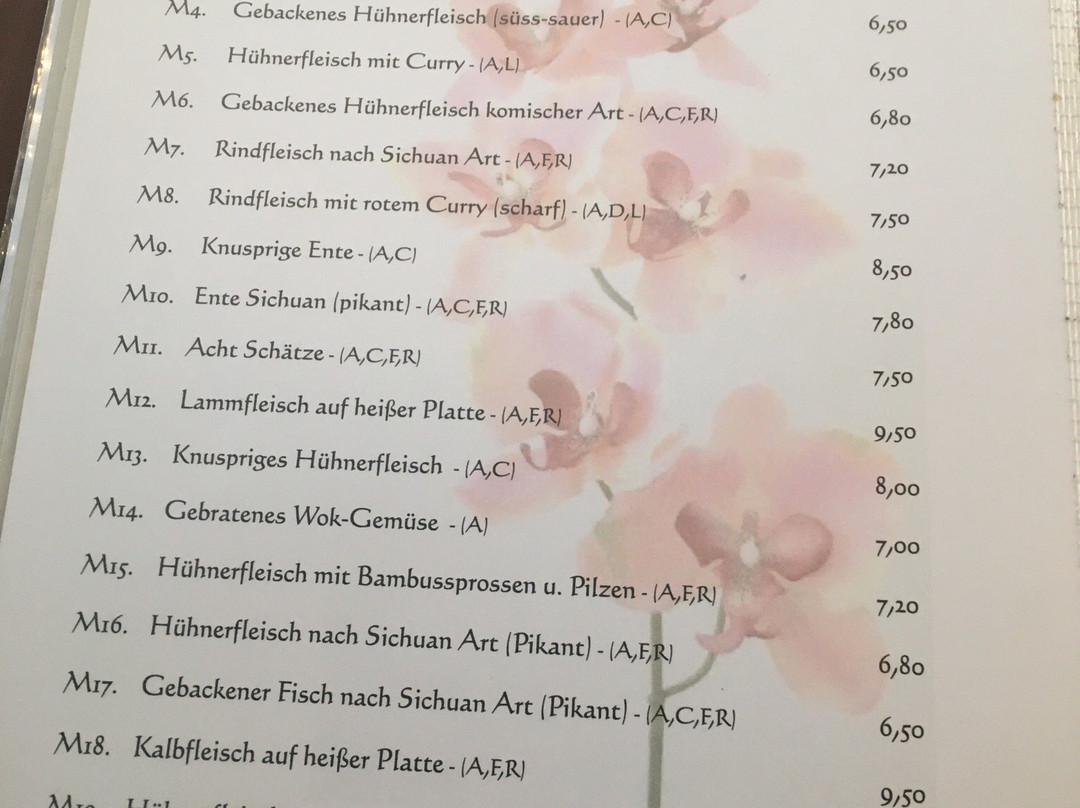 M4. Gebackenes Hühnerfleisch (süss-sauer) - (A,C) 6,50
M5. Hühnerfleisch mit Curry - (A,L) 6,50
M6. Gebackenes Hühnerfleisch komischer Art - (A,C,F,R) 6,80
M7. Rindfleisch nach Sichuan Art - (A,F,R) 7,20
M8. Rindfleisch mit rotem Curry (scharf) - (A,D,L) 7,50
M9. Knusprige Ente - (A,C) 8,50
M10. Ente Sichuan (pikant) - (A,C,F,R) 7,80
M11. Acht Schätze - (A,C,F,R) 7,50
M12. Lammfleisch auf heißer Platte - (A,F,R) 9,50
M13. Knuspriges Hühnerfleisch - (A,C) 8,00
M14. Gebratenes Wok-Gemüse - (A) 7,00
M15. Hühnerfleisch mit Bambussprossen u. Pilzen - (A,F,R) 7,20
M16. Hühnerfleisch nach Sichuan Art (Pikant) - (A,F,R) 6,80
M17. Gebackener Fisch nach Sichuan Art (Pikant) - (A,C,F,R) 6,50
M18. Kalbfleisch auf heißer Platte - (A,F,R) 9,50